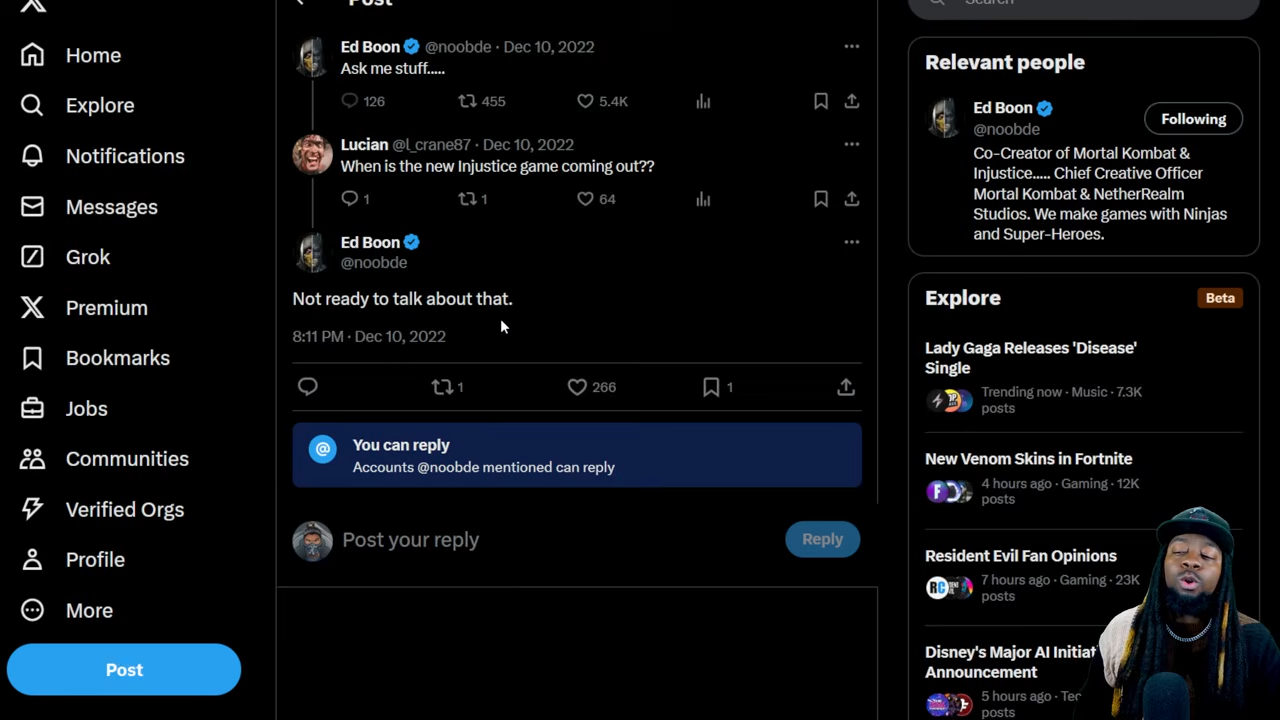 Post
Search
Home
Explore
Notifications
Messages
Grok
Premium
Bookmarks
Jobs
Communities
Verified Orgs
Profile
More
Post
Ed Boon @noobde · Dec 10, 2022
Ask me stuff.....
126 455 5.4K
Lucian @l_crane87 · Dec 10, 2022
When is the new Injustice game coming out??
1 1 64
Ed Boon
@noobde
Not ready to talk about that.
8:11 PM · Dec 10, 2022
1 266 1
You can reply
Accounts @noobde mentioned can reply
Post your reply
Reply
Relevant people
Ed Boon
@noobde
Following
Co-Creator of Mortal Kombat &
Injustice..... Chief Creative Officer
Mortal Kombat & NetherRealm
Studios. We make games with Ninjas
and Super-Heroes.
Explore
Beta
Lady Gaga Releases 'Disease'
Single
Trending now · Music · 7.3K
posts
New Venom Skins in Fortnite
4 hours ago · Gaming · 12K
posts
Resident Evil Fan Opinions
7 hours ago · Gaming · 23K
posts
Disney's Major AI Initiat
Announcement
5 hours ago · Tec
posts